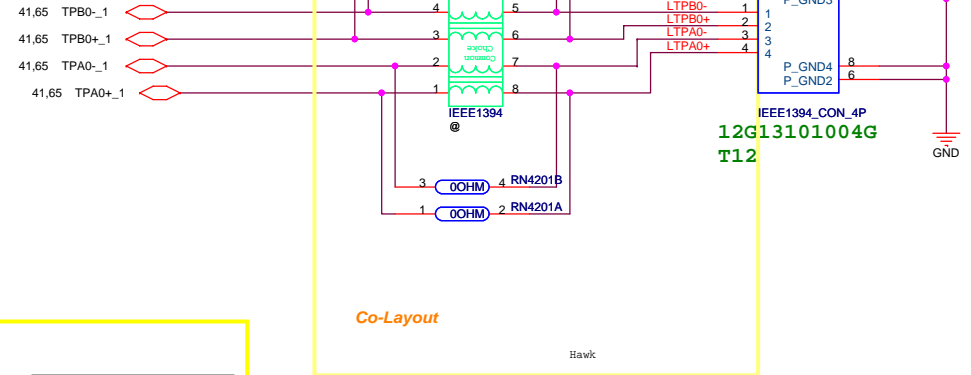 P_GND3
41,65 TPB0-_1 4 5 LTPB0- 1 1
41,65 TPB0+_1 3 6 LTPB0+ 2 2
Common Choice
LTPA0- 3 3
41,65 TPA0-_1 2 7 LTPA0+ 4 4
P_GND4 8
P_GND2 6
41,65 TPA0+_1 1 8
IEEE1394
@
IEEE1394_CON_4P
12G13101004G
T12
GND
3 0OHM 4 RN4201B
1 0OHM 2 RN4201A
Co-Layout
Hawk